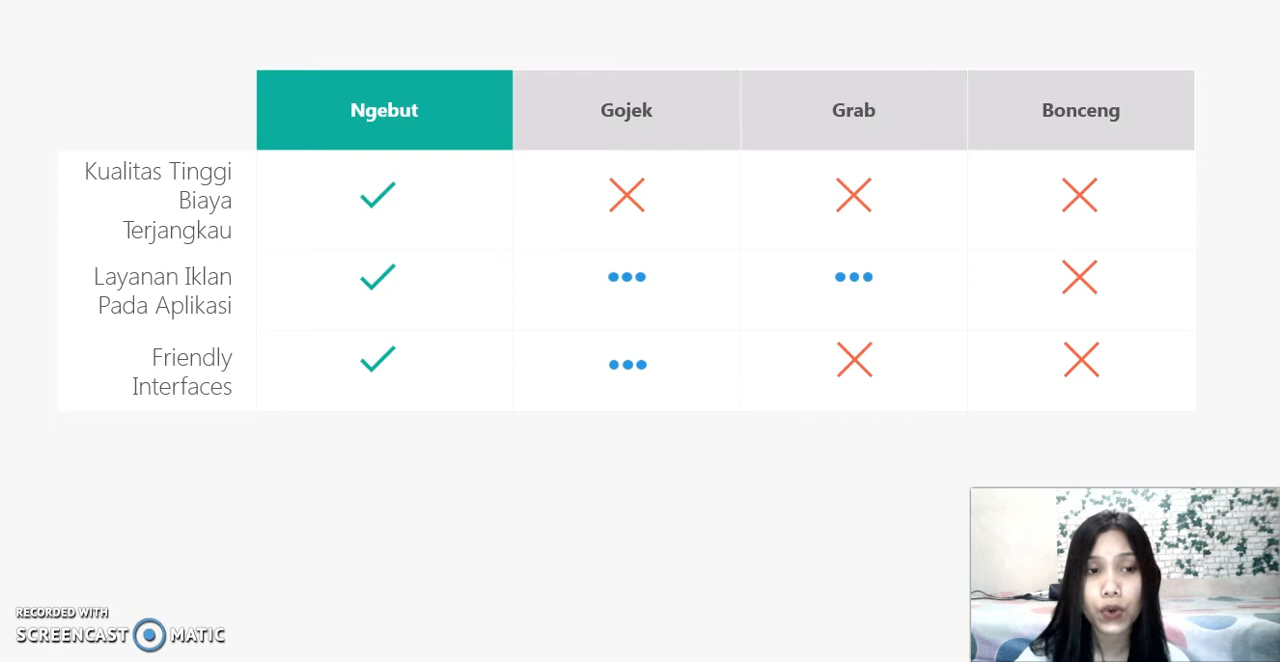 Ngebut Gojek Grab Bonceng
Kualitas Tinggi
Biaya
Terjangkau
Layanan Iklan
Pada Aplikasi
Friendly
Interfaces
RECORDED WITH
SCREENCAST MATIC